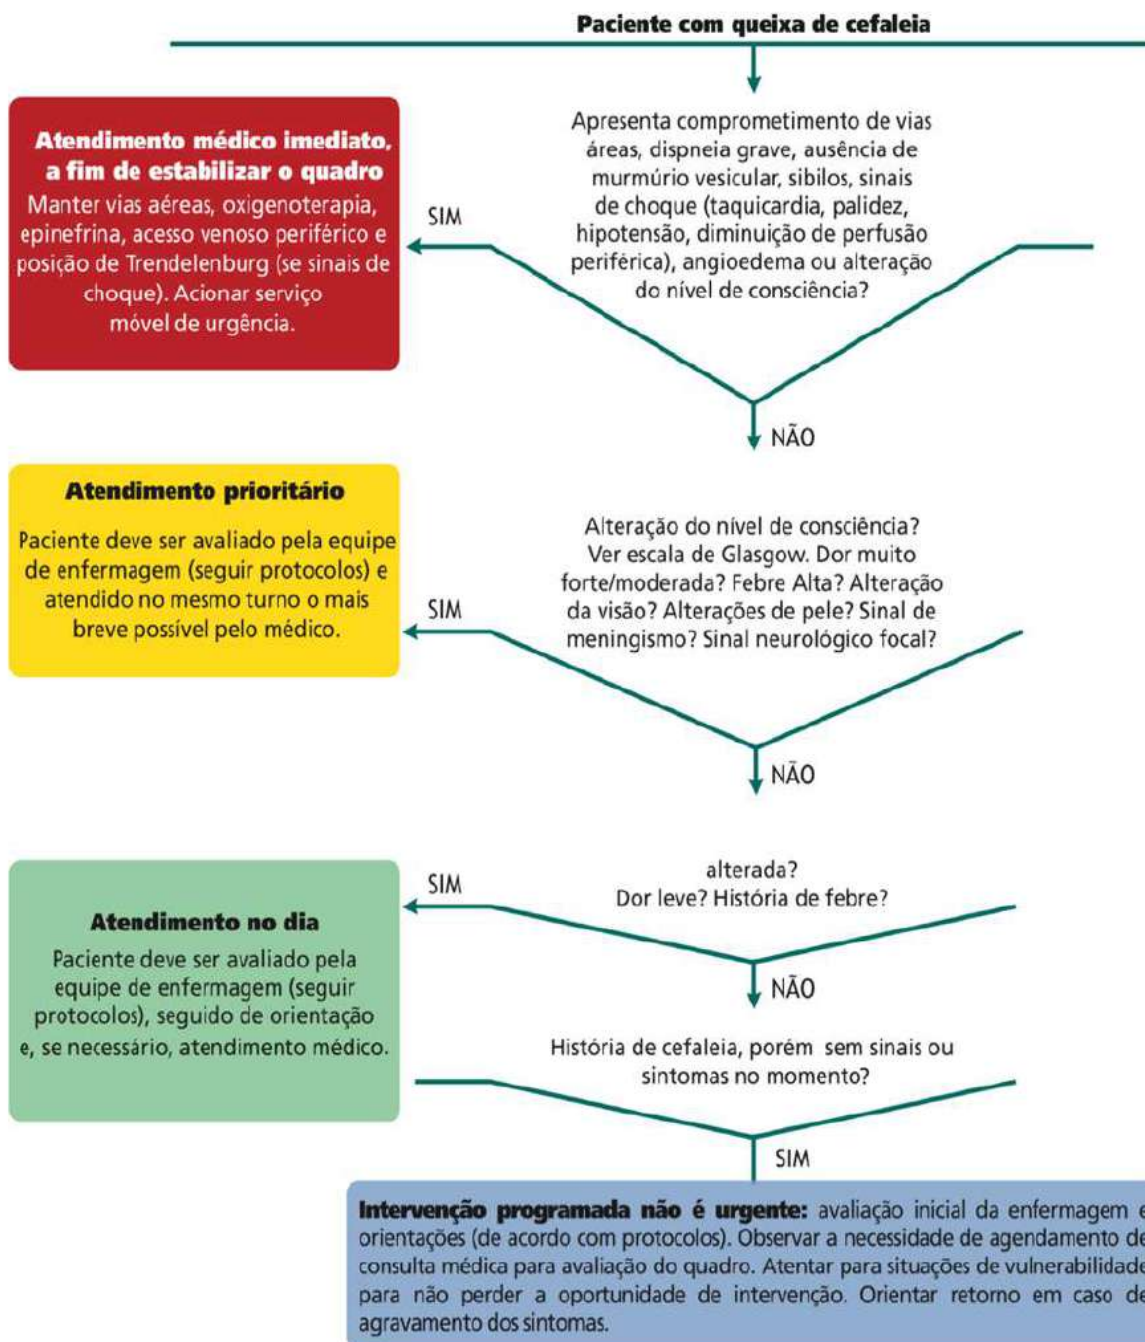 Paciente com queixa de cefaleia
Apresenta comprometimento de vias
áreas, dispneia grave, ausência de
murmúrio vesicular, sibilos, sinais
de choque (taquicardia, palidez,
hipotensão, diminuição de perfusão
periférica), angioedema ou alteração
do nível de consciência?
SIM
Atendimento médico imediato,
a fim de estabilizar o quadro
Manter vias aéreas, oxigenoterapia,
epinefrina, acesso venoso periférico e
posição de Trendelenburg (se sinais de
choque). Acionar serviço
móvel de urgência.
NÃO
Alteração do nível de consciência?
Ver escala de Glasgow. Dor muito
forte/moderada? Febre Alta? Alteração
da visão? Alterações de pele? Sinal de
meningismo? Sinal neurológico focal?
SIM
Atendimento prioritário
Paciente deve ser avaliado pela equipe
de enfermagem (seguir protocolos) e
atendido no mesmo turno o mais
breve possível pelo médico.
NÃO
alterada?
Dor leve? História de febre?
SIM
Atendimento no dia
Paciente deve ser avaliado pela
equipe de enfermagem (seguir
protocolos), seguido de orientação
e, se necessário, atendimento médico.
NÃO
História de cefaleia, porém sem sinais ou
sintomas no momento?
SIM
Intervenção programada não é urgente: avaliação inicial da enfermagem e
orientações (de acordo com protocolos). Observar a necessidade de agendamento de
consulta médica para avaliação do quadro. Atentar para situações de vulnerabilidade
para não perder a oportunidade de intervenção. Orientar retorno em caso de
agravamento dos sintomas.